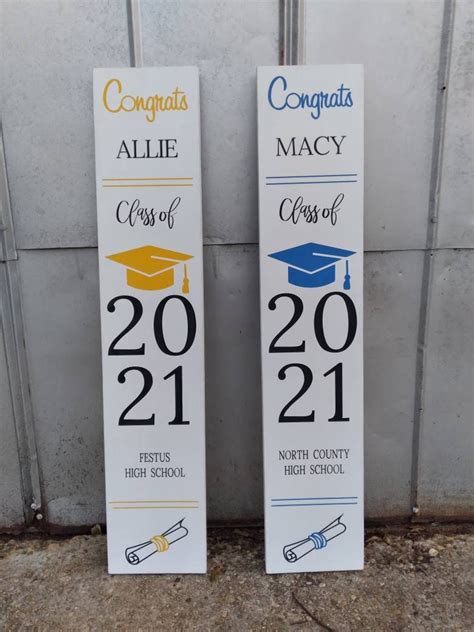 Congrats
ALLIE
Class of
20
21
FESTUS
HIGH SCHOOL
Congrats
MACY
Class of
20
21
NORTH COUNTY
HIGH SCHOOL